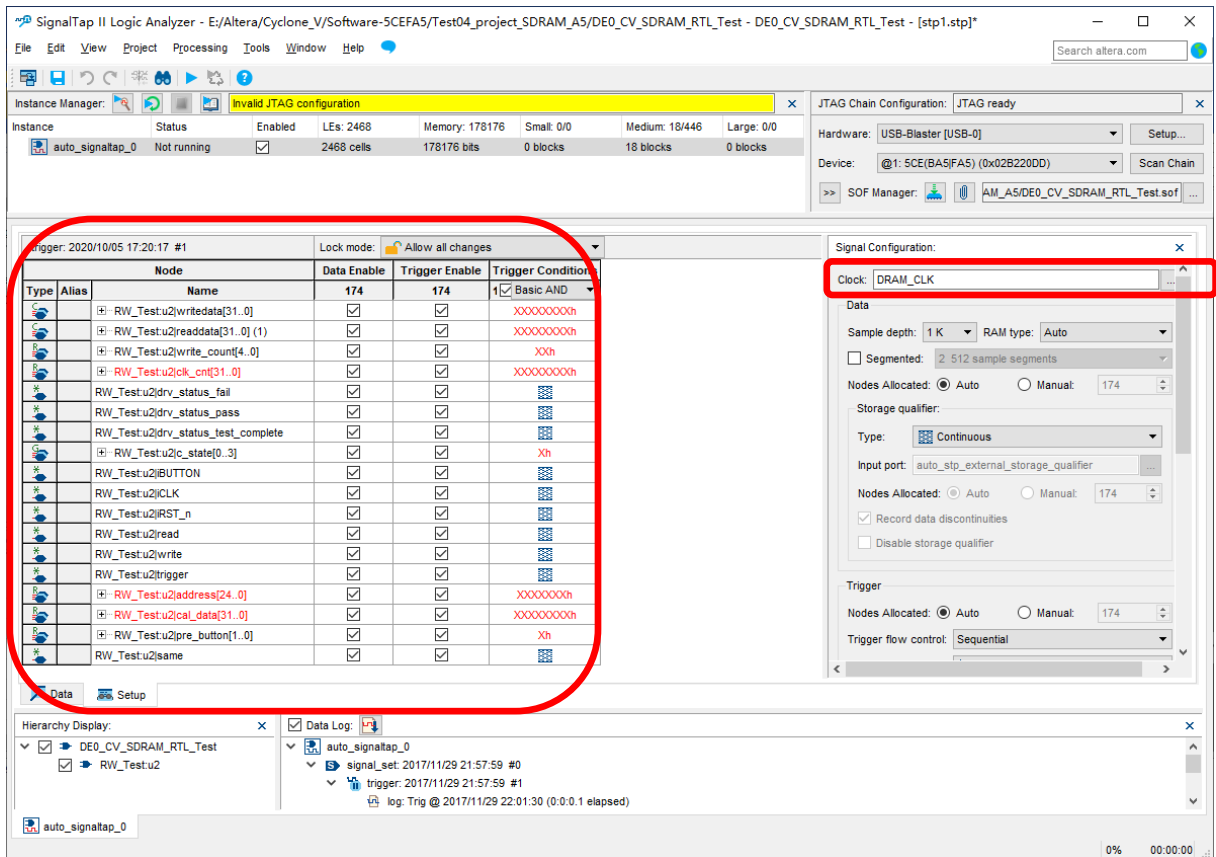 SignalTap II Logic Analyzer - E:/Altera/Cyclone_V/Software-5CEFA5/Test04_project_SDRAM_A5/DE0_CV_SDRAM_RTL_Test - DE0_CV_SDRAM_RTL_Test - [stp1.stp]*
File Edit View Project Processing Tools Window Help
Search altera.com
Instance Manager: Invalid JTAG configuration
Instance Status Enabled LEs: 2468 Memory: 178176 Small: 0/0 Medium: 18/446 Large: 0/0
auto_signaltap_0 Not running 2468 cells 178176 bits 0 blocks 18 blocks 0 blocks
JTAG Chain Configuration: JTAG ready
Hardware: USB-Blaster [USB-0] Setup...
Device: @1: 5CE(BA5|FA5) (0x02B220DD) Scan Chain
>> SOF Manager: AM_A5/DE0_CV_SDRAM_RTL_Test.sof ...
trigger: 2020/10/05 17:20:17 #1 Lock mode: Allow all changes
Node Data Enable Trigger Enable Trigger Conditions
Type Alias Name 174 174 1 Basic AND
RW_Test:u2|writedata[31..0] XXXXXXXXh
RW_Test:u2|readdata[31..0] (1) XXXXXXXXh
RW_Test:u2|write_count[4..0] XXh
RW_Test:u2|clk_cnt[31..0] XXXXXXXXh
RW_Test:u2|drv_status_fail
RW_Test:u2|drv_status_pass
RW_Test:u2|drv_status_test_complete
RW_Test:u2|c_state[0..3] Xh
RW_Test:u2|iBUTTON
RW_Test:u2|iCLK
RW_Test:u2|iRST_n
RW_Test:u2|read
RW_Test:u2|write
RW_Test:u2|trigger
RW_Test:u2|address[24..0] XXXXXXXh
RW_Test:u2|cal_data[31..0] XXXXXXXXh
RW_Test:u2|pre_button[1..0] Xh
RW_Test:u2|same
Data Setup
Signal Configuration:
Clock: DRAM_CLK ...
Data
Sample depth: 1 K RAM type: Auto
Segmented: 2 512 sample segments
Nodes Allocated: Auto Manual: 174
Storage qualifier:
Type: Continuous
Input port: auto_stp_external_storage_qualifier ...
Nodes Allocated: Auto Manual: 174
Record data discontinuities
Disable storage qualifier
Trigger
Nodes Allocated: Auto Manual: 174
Trigger flow control: Sequential
Hierarchy Display:
DE0_CV_SDRAM_RTL_Test
RW_Test:u2
Data Log:
auto_signaltap_0
signal_set: 2017/11/29 21:57:59 #0
trigger: 2017/11/29 21:57:59 #1
log: Trig @ 2017/11/29 22:01:30 (0:0:0.1 elapsed)
auto_signaltap_0
0% 00:00:00